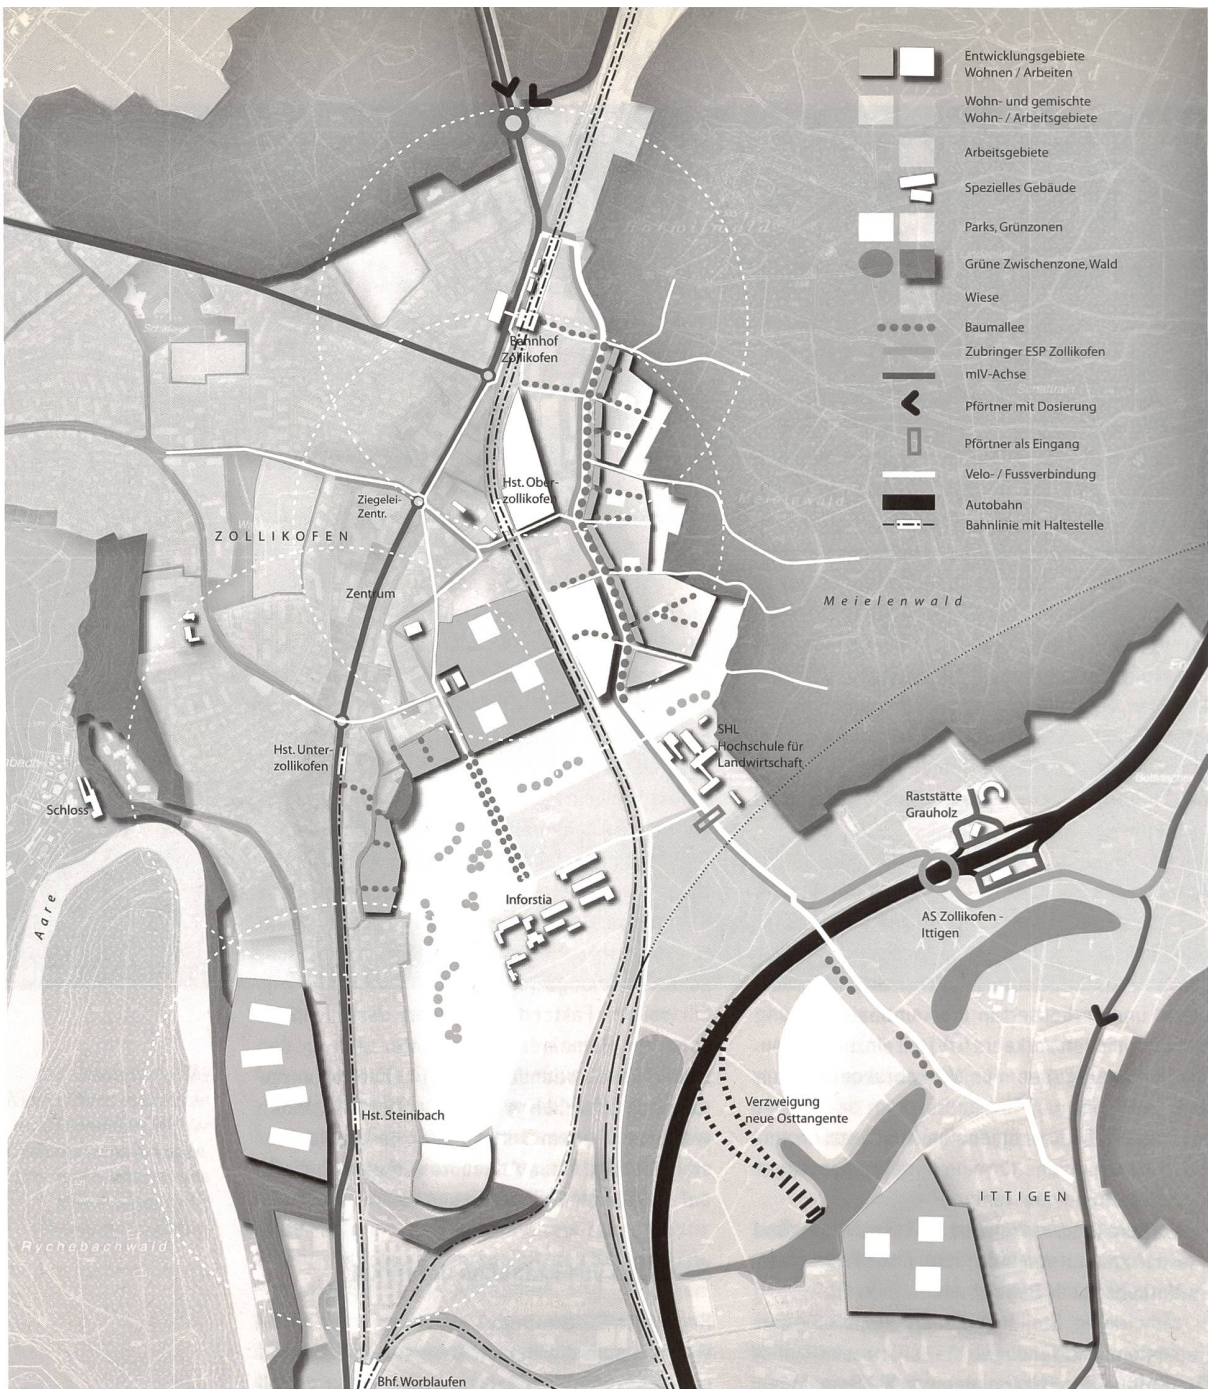 Entwicklungsgebiete
Wohnen / Arbeiten
Wohn- und gemischte
Wohn- / Arbeitsgebiete
Arbeitsgebiete
Spezielles Gebäude
Parks, Grünzonen
Grüne Zwischenzone, Wald
Wiese
Baumallee
Zubringer ESP Zollikofen
mIV-Achse
Pförtner mit Dosierung
Pförtner als Eingang
Velo- / Fussverbindung
Autobahn
Bahnlinie mit Haltestelle
Bahnhof
Zollikofen
Hst. Ober-
zollikofen
Ziegelei-
Zentr.
ZOLLIKOFEN
Zentrum
Meielenwald
Hst. Unter-
zollikofen
SHL
Hochschule für
Landwirtschaft
Schloss
Raststätte
Grauholz
Aare
Inforstia
AS Zollikofen -
Ittigen
Verzweigung
neue Osttangente
Hst. Steinibach
ITTIGEN
Rychebachwald
Bhf. Worblaufen